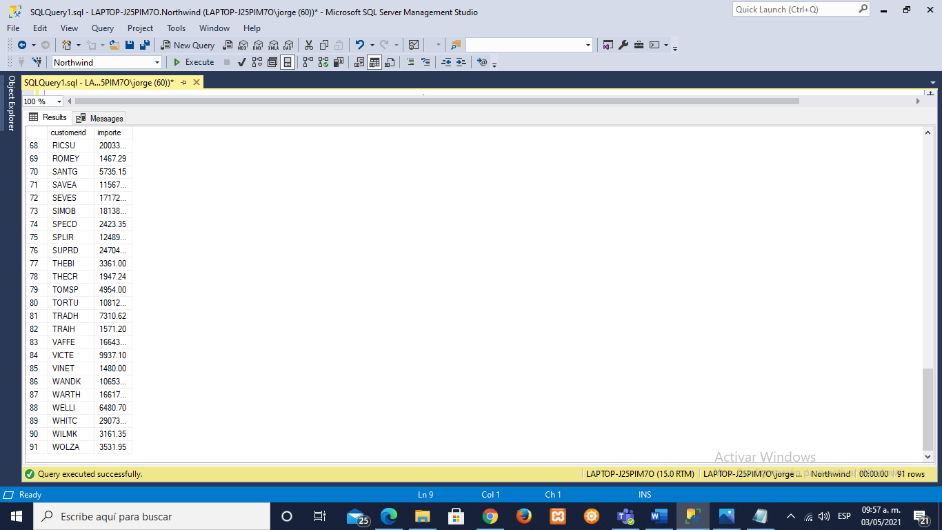 SQLQuery1.sql - LAPTOP-J25PIM7O.Northwind (LAPTOP-J25PIM7O\jorge (60))* - Microsoft SQL Server Management Studio
Quick Launch (Ctrl+Q)
File Edit View Query Project Tools Window Help
New Query
Northwind Execute
Object Explorer
SQLQuery1.sql - LA...5PIM7O\jorge (60))*
100 %
Results Messages
customerid importe
68 RICSU 20033...
69 ROMEY 1467.29
70 SANTG 5735.15
71 SAVEA 11567...
72 SEVES 17172...
73 SIMOB 18138...
74 SPECD 2423.35
75 SPLIR 12489...
76 SUPRD 24704...
77 THEBI 3361.00
78 THECR 1947.24
79 TOMSP 4954.00
80 TORTU 10812...
81 TRADH 7310.62
82 TRAIH 1571.20
83 VAFFE 16643...
84 VICTE 9937.10
85 VINET 1480.00
86 WANDK 10653...
87 WARTH 16617...
88 WELLI 6480.70
89 WHITC 29073...
90 WILMK 3161.35
91 WOLZA 3531.95
Activar Windows
Query executed successfully. LAPTOP-J25PIM7O (15.0 RTM) LAPTOP-J25PIM7O\jorge ... Northwind 00:00:00 91 rows
Ready Ln 9 Col 1 Ch 1 INS
Escribe aquí para buscar
25
ESP
09:57 a. m.
03/05/2021
21